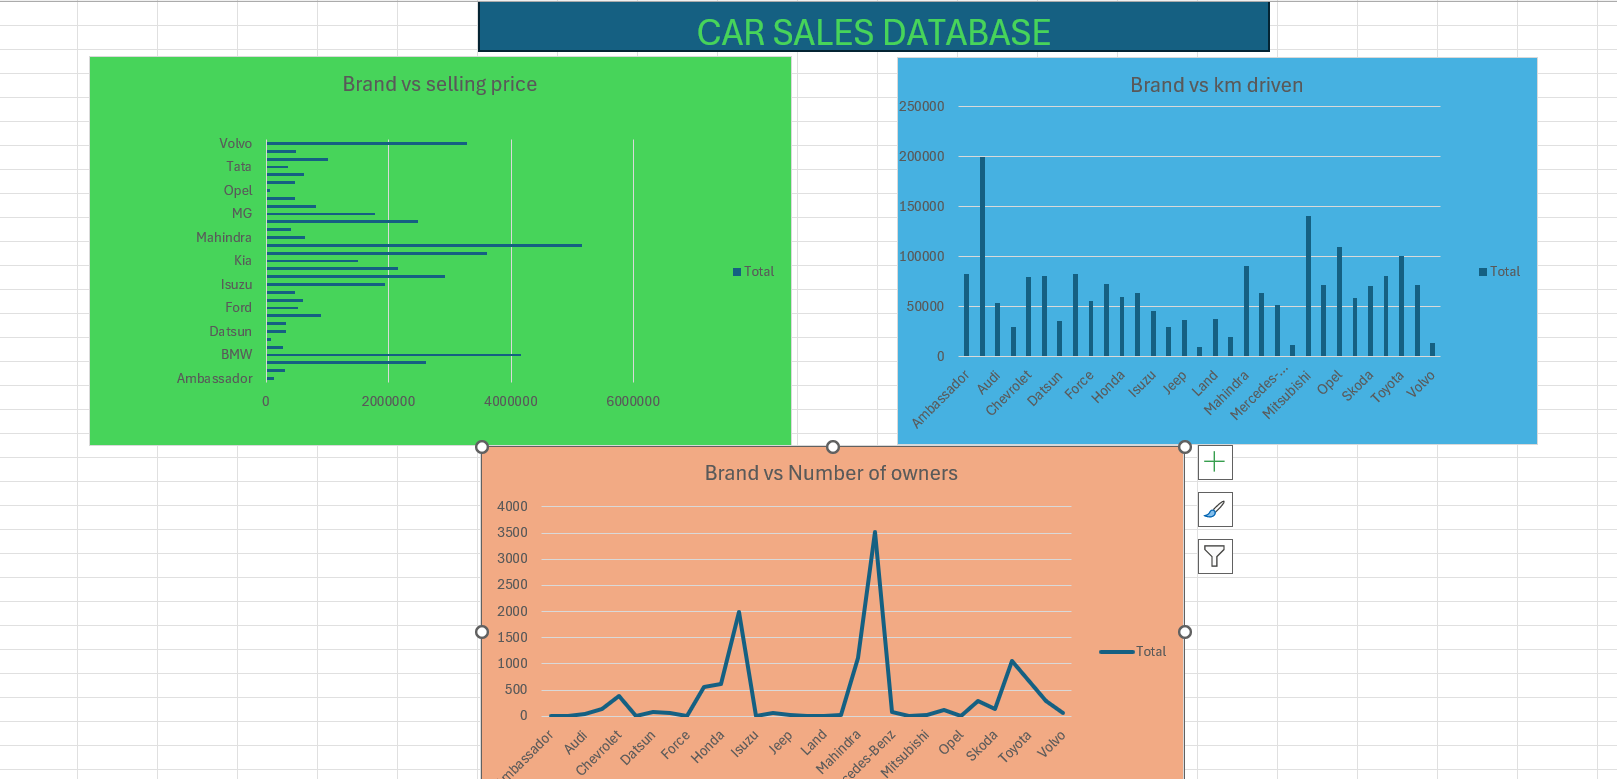 CAR SALES DATABASE
Brand vs selling price
Volvo
Tata
Opel
MG
Mahindra
Kia
Isuzu
Ford
Datsun
BMW
Ambassador
0 2000000 4000000 6000000
Total
Brand vs km driven
250000
200000
150000
100000
50000
0
Ambassador Audi Chevrolet Datsun Force Honda Isuzu Jeep Land Mahindra Mercedes-... Mitsubishi Opel Skoda Toyota Volvo
Total
Brand vs Number of owners
4000
3500
3000
2500
2000
1500
1000
500
0
mbassador Audi Chevrolet Datsun Force Honda Isuzu Jeep Land Mahindra cedes-Benz Mitsubishi Opel Skoda Toyota Volvo
Total